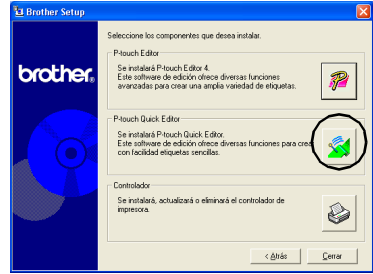 Brother Setup
Seleccione los componentes que desea instalar.
P-touch Editor
Se instalará P-touch Editor 4.
Este software de edición ofrece diversas funciones
avanzadas para crear una amplia variedad de etiquetas.
brother.
P-touch Quick Editor
Se instalará P-touch Quick Editor.
Este software de edición ofrece diversas funciones para crear
con facilidad etiquetas sencillas.
Controlador
Se instalará, actualizará o eliminará el controlador de
impresora.
< Atrás
Cerrar